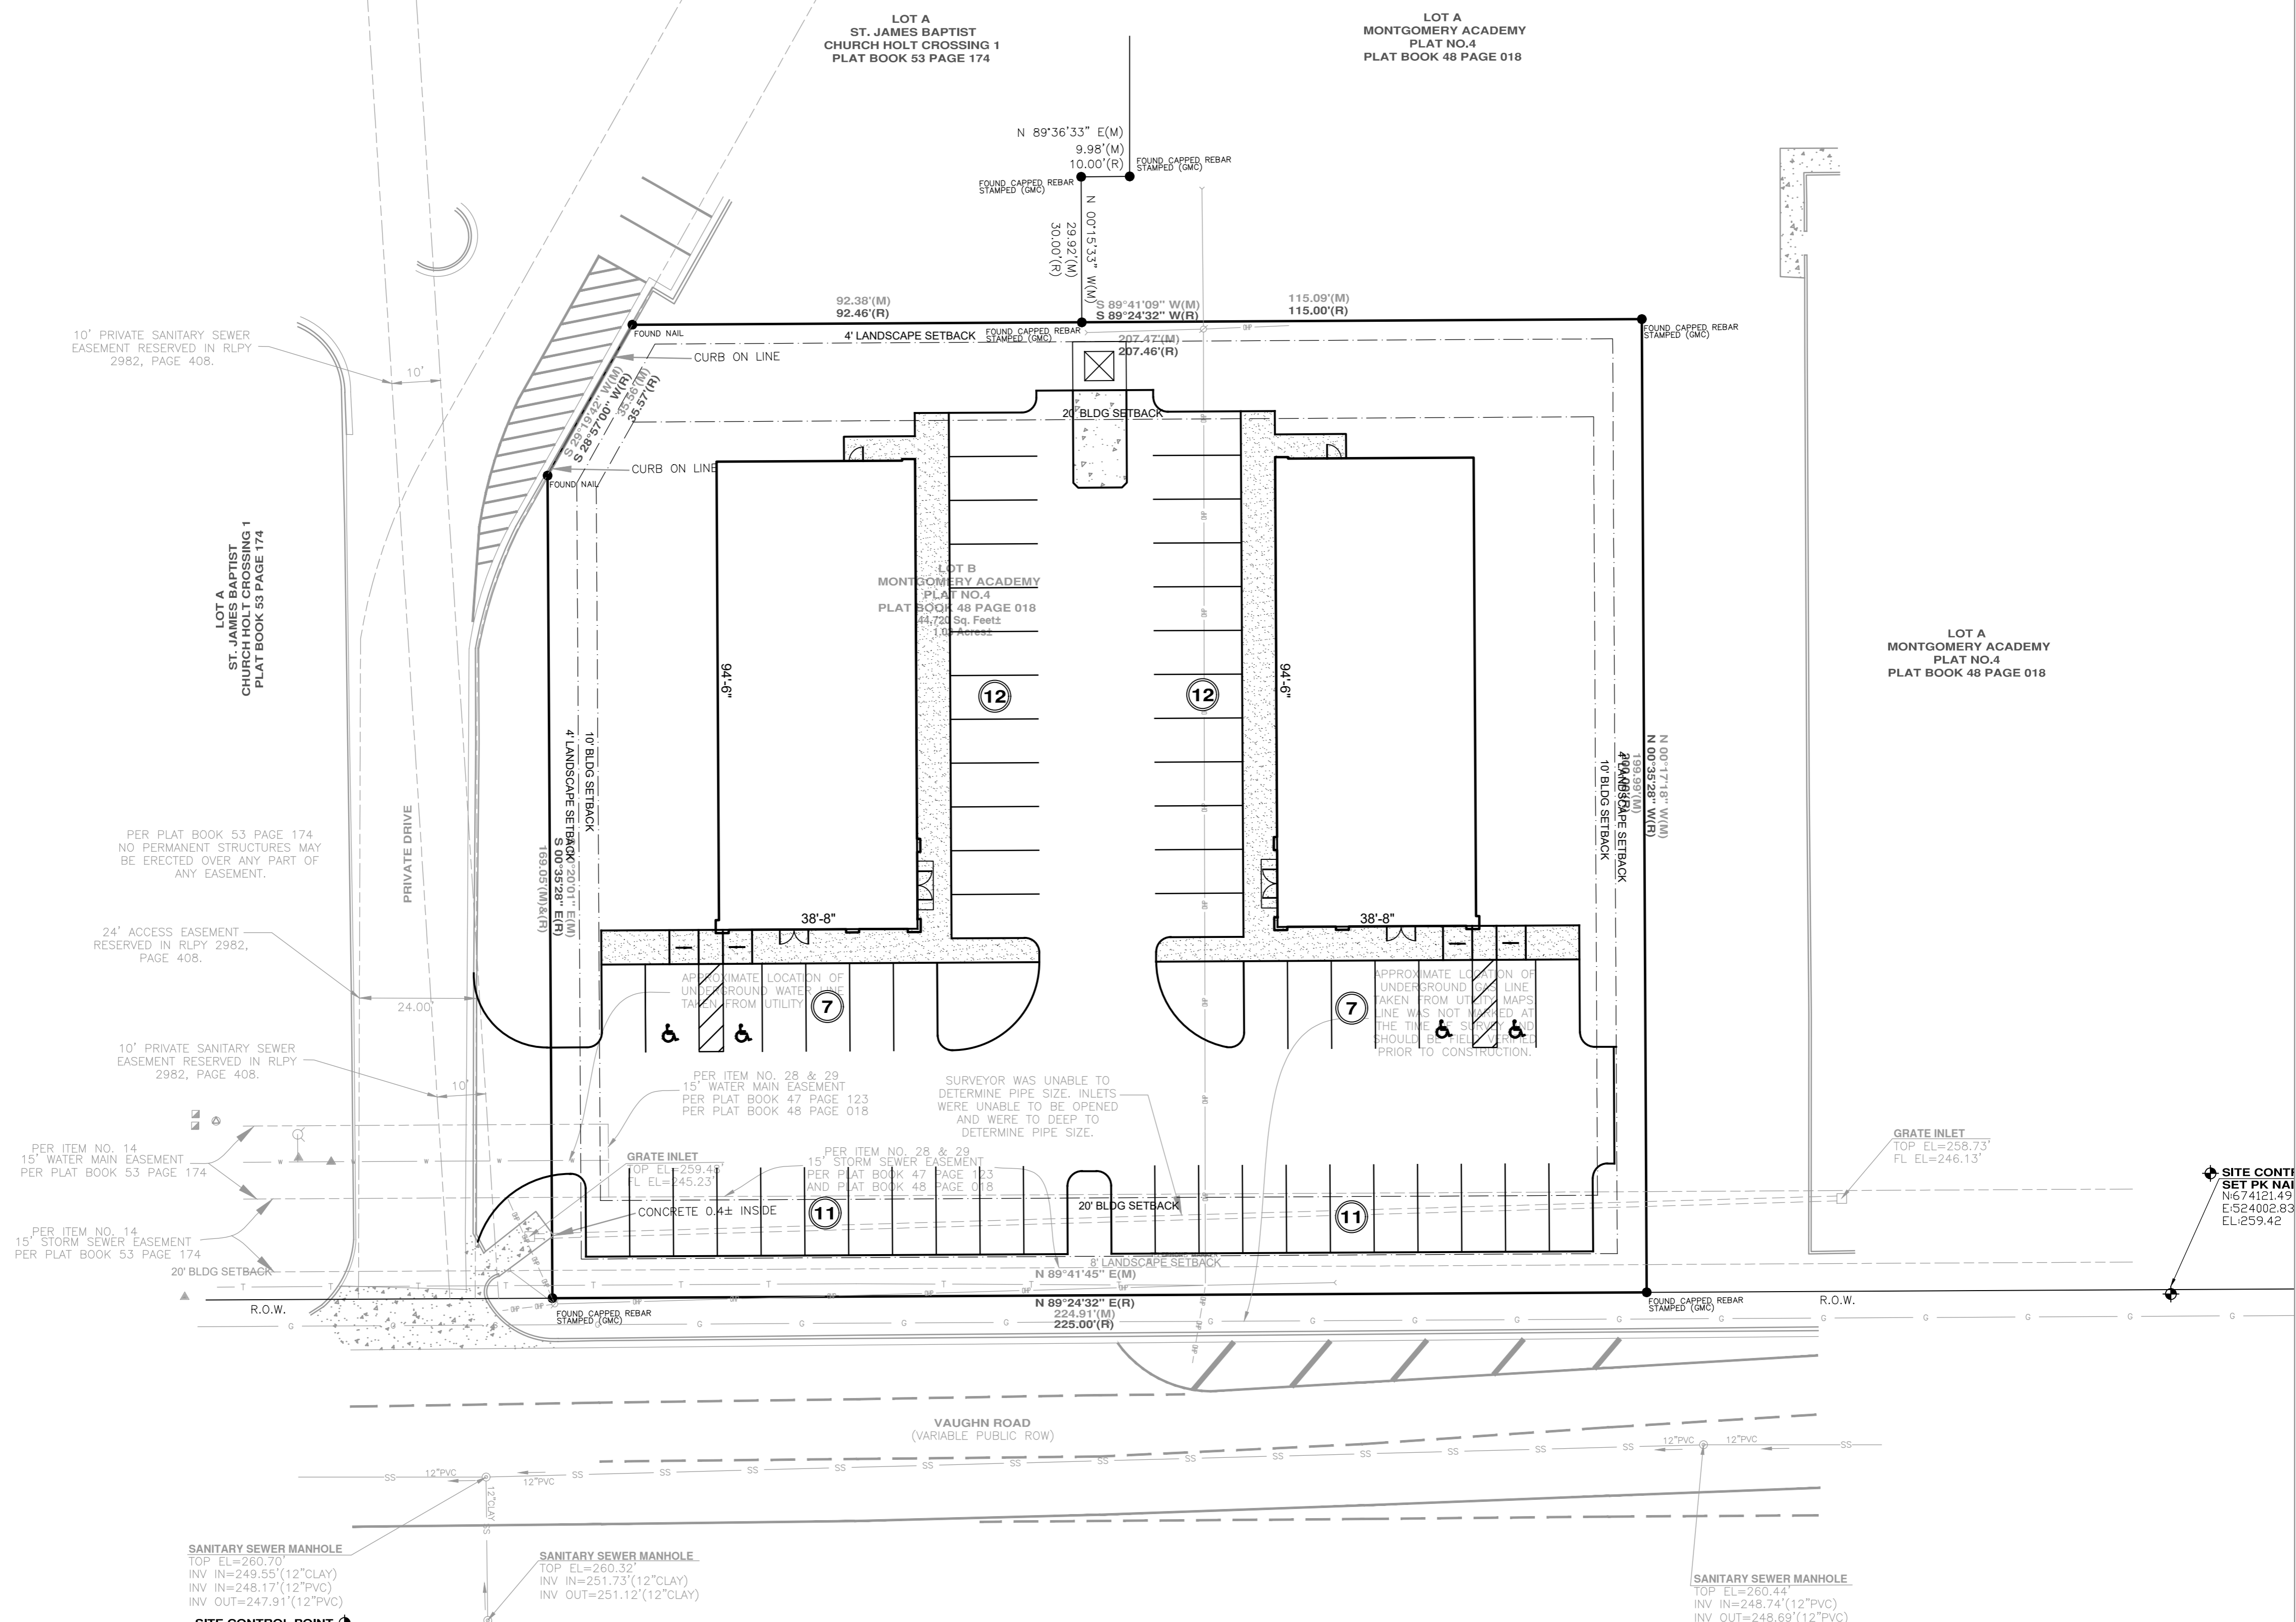 LOT A
ST. JAMES BAPTIST
CHURCH HOLT CROSSING 1
PLAT BOOK 53 PAGE 174
LOT A
MONTGOMERY ACADEMY
PLAT NO.4
PLAT BOOK 48 PAGE 018
N 89°36'33" E(M)
9.98'(M)
10.00'(R)
FOUND CAPPED REBAR
STAMPED (GMC)
FOUND CAPPED REBAR
STAMPED (GMC)
N 00°15'33" W(M)
29.92'(M)
30.00'(R)
92.38'(M)
92.46'(R)
S 89°41'09" W(M)
S 89°24'32" W(R)
115.09'(M)
115.00'(R)
207.47'(M)
207.46'(R)
FOUND NAIL
4' LANDSCAPE SETBACK
FOUND CAPPED REBAR
STAMPED (GMC)
FOUND CAPPED REBAR
STAMPED (GMC)
10' PRIVATE SANITARY SEWER
EASEMENT RESERVED IN RLPY
2982, PAGE 408.
10'
CURB ON LINE
S 29°19'42" W(M)
S 28°57'00" W(R)
35.56'(M)
35.57'(R)
20' BLDG SETBACK
CURB ON LINE
FOUND NAIL
LOT A
ST. JAMES BAPTIST
CHURCH HOLT CROSSING 1
PLAT BOOK 53 PAGE 174
LOT B
MONTGOMERY ACADEMY
PLAT NO.4
PLAT BOOK 48 PAGE 018
44,720 Sq. Feet±
1.03 Acres±
LOT A
MONTGOMERY ACADEMY
PLAT NO.4
PLAT BOOK 48 PAGE 018
94'-6"
12
12
94'-6"
10' BLDG SETBACK
4' LANDSCAPE SETBACK
S 00°35'28" E(R)
169.05'(M)&(R)
10' BLDG SETBACK
4' LANDSCAPE SETBACK
199.99'(M)
N 00°35'28" W(R)
N 00°17'18" W(M)
PRIVATE DRIVE
PER PLAT BOOK 53 PAGE 174
NO PERMANENT STRUCTURES MAY
BE ERECTED OVER ANY PART OF
ANY EASEMENT.
38'-8"
38'-8"
24' ACCESS EASEMENT
RESERVED IN RLPY 2982,
PAGE 408.
24.00'
APPROXIMATE LOCATION OF
UNDERGROUND WATER LINE
TAKEN FROM UTILITY
7
7
APPROXIMATE LOCATION OF
UNDERGROUND GAS LINE
TAKEN FROM UTILITY MAPS.
LINE WAS NOT MARKED AT
THE TIME OF SURVEY AND
SHOULD BE FIELD VERIFIED
PRIOR TO CONSTRUCTION.
10' PRIVATE SANITARY SEWER
EASEMENT RESERVED IN RLPY
2982, PAGE 408.
10'
PER ITEM NO. 28 & 29
15' WATER MAIN EASEMENT
PER PLAT BOOK 47 PAGE 123
PER PLAT BOOK 48 PAGE 018
SURVEYOR WAS UNABLE TO
DETERMINE PIPE SIZE. INLETS
WERE UNABLE TO BE OPENED
AND WERE TO DEEP TO
DETERMINE PIPE SIZE.
PER ITEM NO. 14
15' WATER MAIN EASEMENT
PER PLAT BOOK 53 PAGE 174
GRATE INLET
TOP EL=259.48'
FL EL=245.23'
PER ITEM NO. 28 & 29
15' STORM SEWER EASEMENT
PER PLAT BOOK 47 PAGE 123
AND PLAT BOOK 48 PAGE 018
GRATE INLET
TOP EL=258.73'
FL EL=246.13'
SITE CONTR
SET PK NAI
N:674121.49
E:524002.83
EL:259.42
PER ITEM NO. 14
15' STORM SEWER EASEMENT
PER PLAT BOOK 53 PAGE 174
CONCRETE 0.4± INSIDE
11
20' BLDG SETBACK
11
20' BLDG SETBACK
8' LANDSCAPE SETBACK
N 89°41'45" E(M)
N 89°24'32" E(R)
224.91'(M)
225.00'(R)
R.O.W.
FOUND CAPPED REBAR
STAMPED (GMC)
FOUND CAPPED REBAR
STAMPED (GMC)
R.O.W.
VAUGHN ROAD
(VARIABLE PUBLIC ROW)
12"PVC
12"PVC
12"PVC
12"PVC
12"CLAY
SANITARY SEWER MANHOLE
TOP EL=260.70'
INV IN=249.55'(12"CLAY)
INV IN=248.17'(12"PVC)
INV OUT=247.91'(12"PVC)
SANITARY SEWER MANHOLE
TOP EL=260.32'
INV IN=251.73'(12"CLAY)
INV OUT=251.12'(12"CLAY)
SANITARY SEWER MANHOLE
TOP EL=260.44'
INV IN=248.74'(12"PVC)
INV OUT=248.69'(12"PVC)
SITE CONTROL POINT